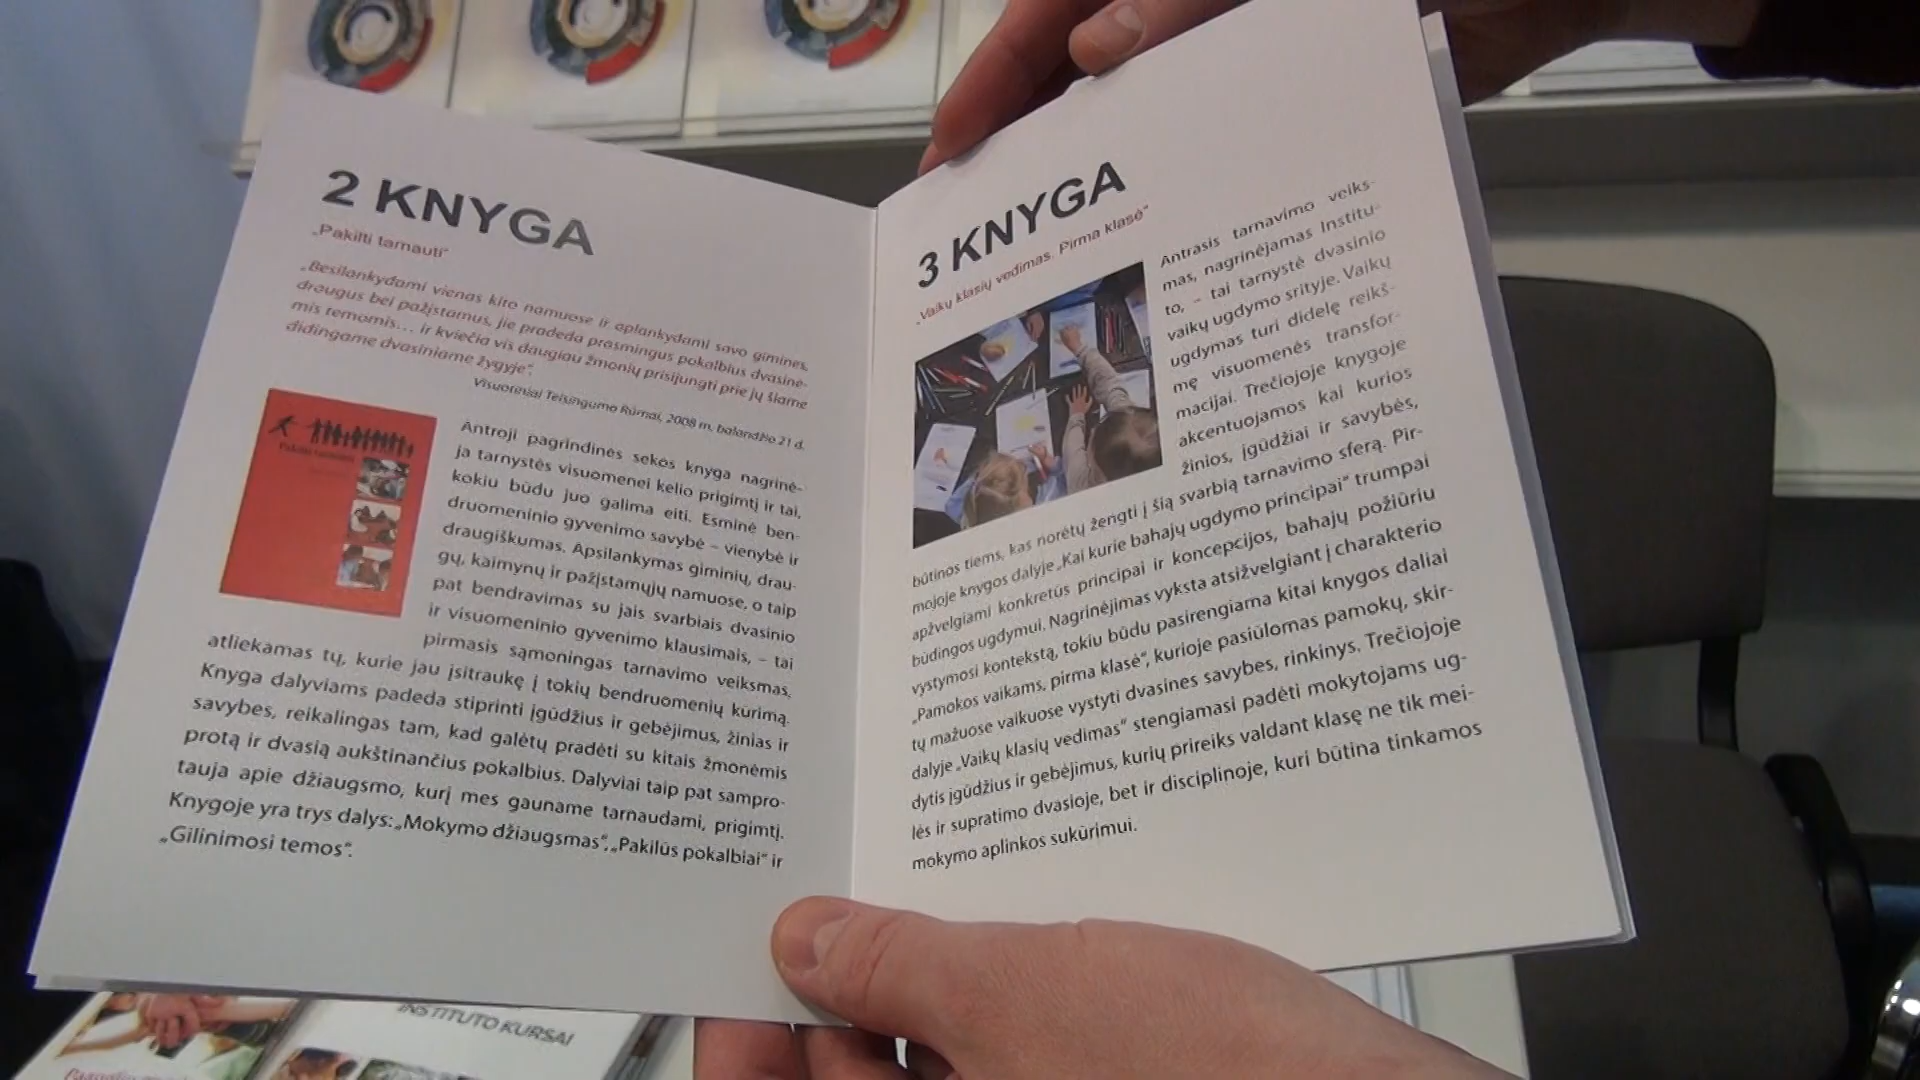 2 KNYGA
„Pakilti tarnauti“
„Besilankydami vienas kito namuose ir aplankydami savo gimines,
draugus bei pažįstamus, jie pradeda prasmingus pokalbius dvasinė-
mis temomis… ir kviečia vis daugiau žmonių prisijungti prie jų šiame
didingame dvasiniame žygyje“.
Visuotiniai Teisingumo Rūmai, 2008 m. balandžio 21 d.
Pakilti tarnauti
Antroji pagrindinės sekos knyga nagrinė-
ja tarnystės visuomenei kelio prigimtį ir tai,
kokiu būdu juo galima eiti. Esminė ben-
druomeninio gyvenimo savybė – vienybė ir
draugiškumas. Apsilankymas giminių, drau-
gų, kaimynų ir pažįstamųjų namuose, o taip
pat bendravimas su jais svarbiais dvasinio
ir visuomeninio gyvenimo klausimais, – tai
pirmasis sąmoningas tarnavimo veiksmas,
atliekamas tų, kurie jau įsitraukę į tokių bendruomenių kūrimą.
Knyga dalyviams padeda stiprinti įgūdžius ir gebėjimus, žinias ir
savybes, reikalingas tam, kad galėtų pradėti su kitais žmonėmis
protą ir dvasią aukštinančius pokalbius. Dalyviai taip pat sampro-
tauja apie džiaugsmo, kurį mes gauname tarnaudami, prigimtį.
Knygoje yra trys dalys: „Mokymo džiaugsmas“, „Pakilūs pokalbiai“ ir
„Gilinimosi temos“.
3 KNYGA
„Vaikų klasių vedimas. Pirma klasė“
Antrasis tarnavimo veiks-
mas, nagrinėjamas Institu-
to, – tai tarnystė dvasinio
vaikų ugdymo srityje. Vaikų
ugdymas turi didelę reikš-
mę visuomenės transfor-
macijai. Trečiojoje knygoje
akcentuojamos kai kurios
žinios, įgūdžiai ir savybės,
būtinos tiems, kas norėtų žengti į šią svarbią tarnavimo sferą. Pir-
mojoje knygos dalyje „Kai kurie bahajų ugdymo principai“ trumpai
apžvelgiami konkretūs principai ir koncepcijos, bahajų požiūriu
būdingos ugdymui. Nagrinėjimas vyksta atsižvelgiant į charakterio
vystymosi kontekstą, tokiu būdu pasirengiama kitai knygos daliai
„Pamokos vaikams, pirma klasė“, kurioje pasiūlomas pamokų, skir-
tų mažuose vaikuose vystyti dvasines savybes, rinkinys. Trečiojoje
dalyje „Vaikų klasių vedimas“ stengiamasi padėti mokytojams ug-
dytis įgūdžius ir gebėjimus, kurių prireiks valdant klasę ne tik mei-
lės ir supratimo dvasioje, bet ir disciplinoje, kuri būtina tinkamos
mokymo aplinkos sukūrimui.
INSTITUTO KURSAI